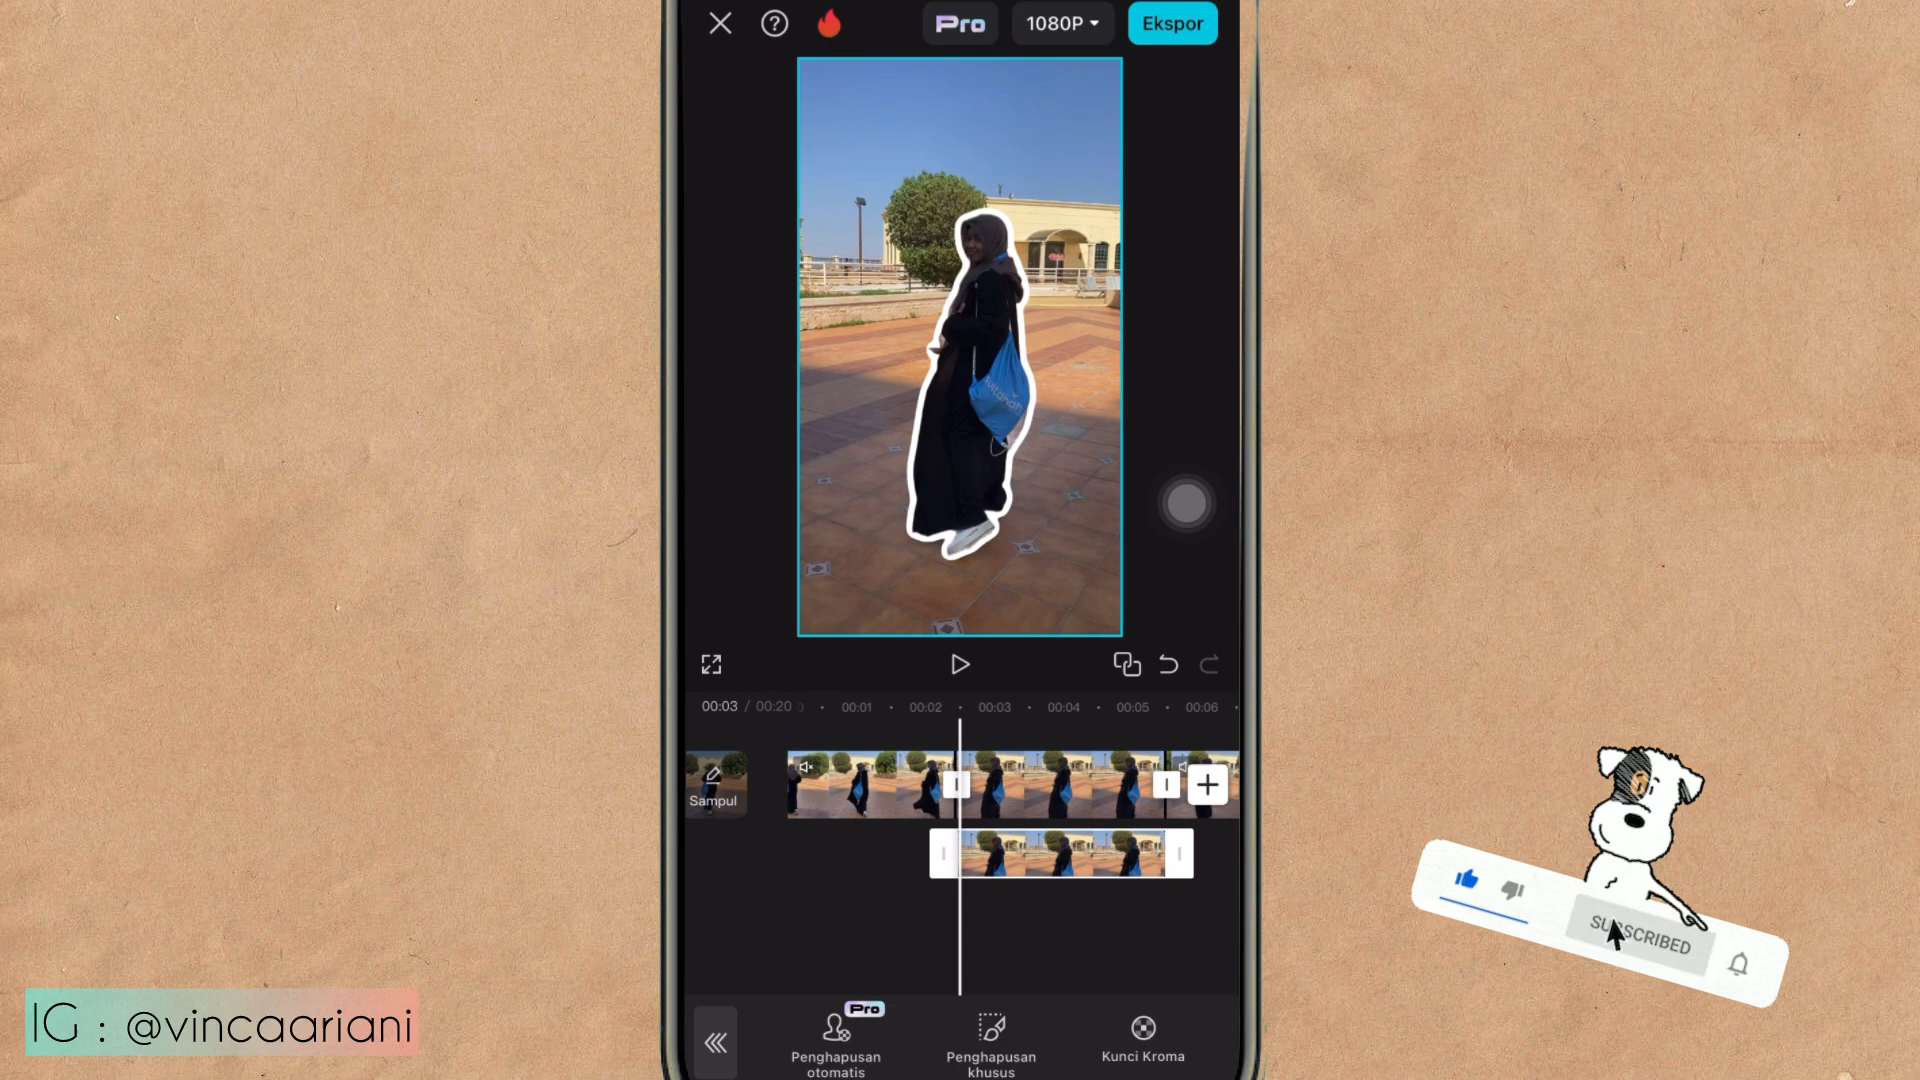 Pro
1080P
Ekspor
Sultanah
00:03 / 00:20
00:01
00:02
00:03
00:04
00:05
00:06
Sampul
SUBSCRIBED
Pro
Penghapusan
otomatis
Penghapusan
khusus
Kunci Kroma
IG : @vincaariani